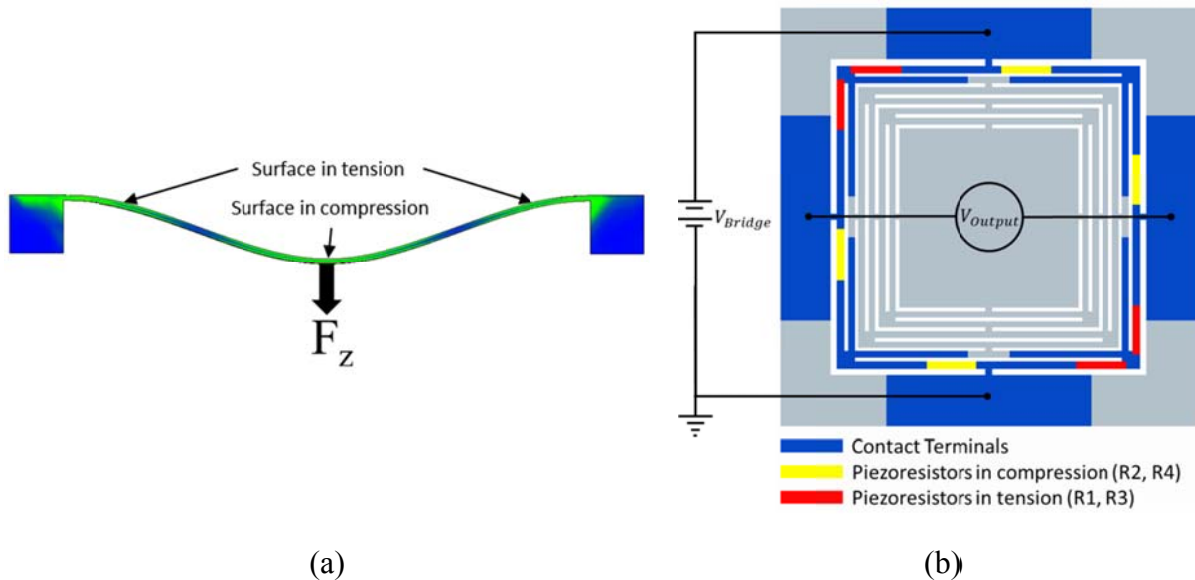 Surface in tension
Surface in compression
F_z
V_Bridge
V_Output
Contact Terminals
Piezoresistors in compression (R2, R4)
Piezoresistors in tension (R1, R3)
(a)
(b)